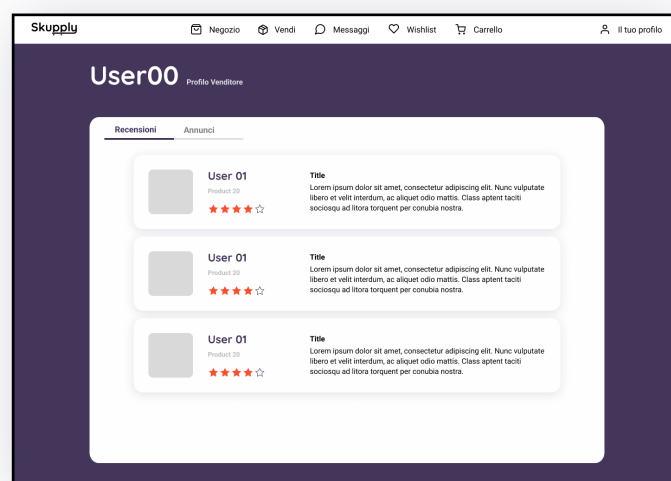 Skupply
Negozio
Vendi
Messaggi
Wishlist
Carrello
Il tuo profilo
User00 Profilo Venditore
Recensioni
Annunci
User 01
Product 20
Title
Lorem ipsum dolor sit amet, consectetur adipiscing elit. Nunc vulputate
libero et velit interdum, ac aliquet odio mattis. Class aptent taciti
sociosqu ad litora torquent per conubia nostra.
User 01
Product 20
Title
Lorem ipsum dolor sit amet, consectetur adipiscing elit. Nunc vulputate
libero et velit interdum, ac aliquet odio mattis. Class aptent taciti
sociosqu ad litora torquent per conubia nostra.
User 01
Product 20
Title
Lorem ipsum dolor sit amet, consectetur adipiscing elit. Nunc vulputate
libero et velit interdum, ac aliquet odio mattis. Class aptent taciti
sociosqu ad litora torquent per conubia nostra.